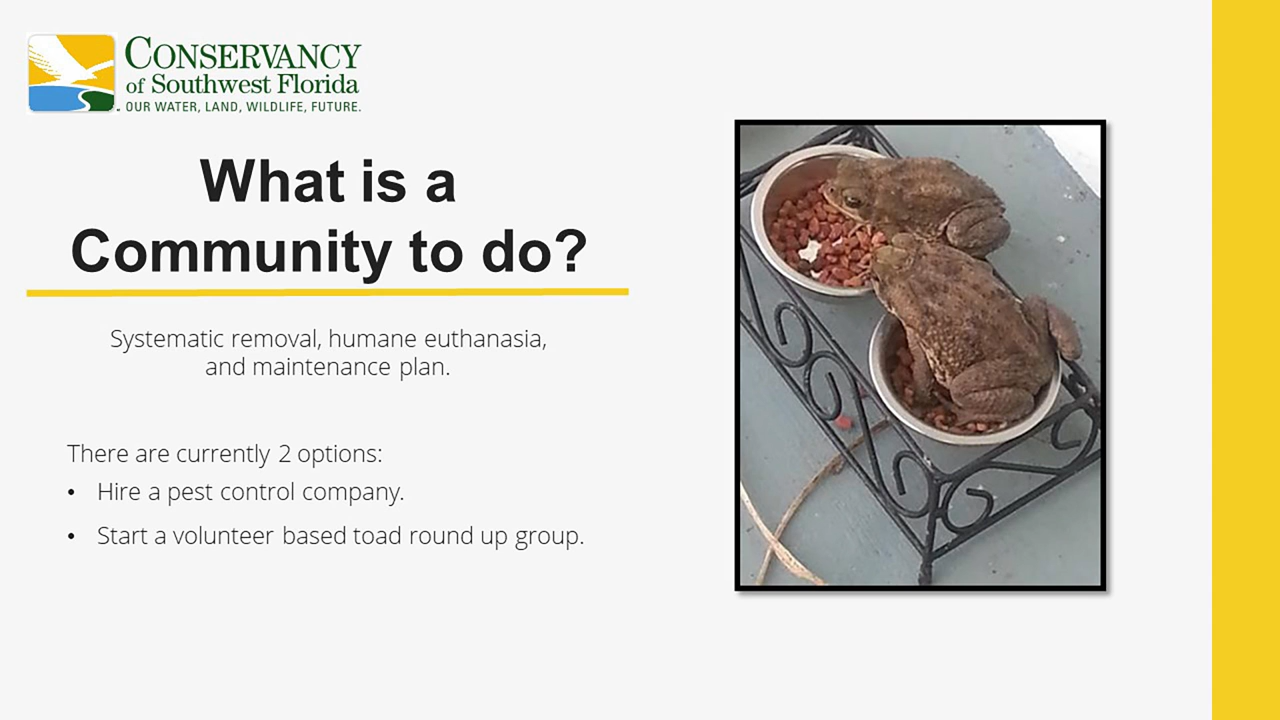 CONSERVANCY
of Southwest Florida
OUR WATER, LAND, WILDLIFE, FUTURE.
What is a
Community to do?
Systematic removal, humane euthanasia,
and maintenance plan.
There are currently 2 options:
• Hire a pest control company.
• Start a volunteer based toad round up group.